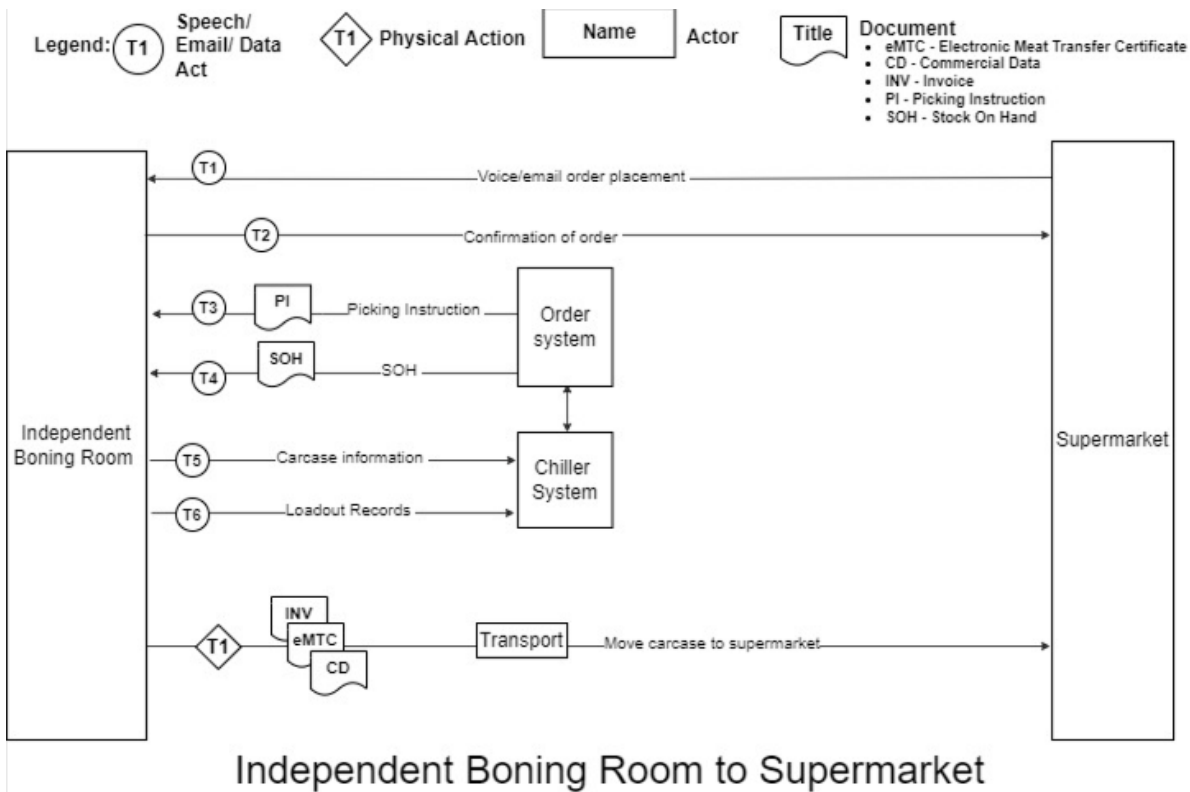 Legend:
T1
Speech/
Email/ Data
Act
T1
Physical Action
Name
Actor
Title
Document
• eMTC - Electronic Meat Transfer Certificate
• CD - Commercial Data
• INV - Invoice
• PI - Picking Instruction
• SOH - Stock On Hand
Independent
Boning Room
Supermarket
T1
Voice/email order placement
T2
Confirmation of order
T3
PI
Picking Instruction
Order
system
T4
SOH
SOH
T5
Carcase information
Chiller
System
T6
Loadout Records
T1
INV
eMTC
CD
Transport
Move carcase to supermarket
Independent Boning Room to Supermarket